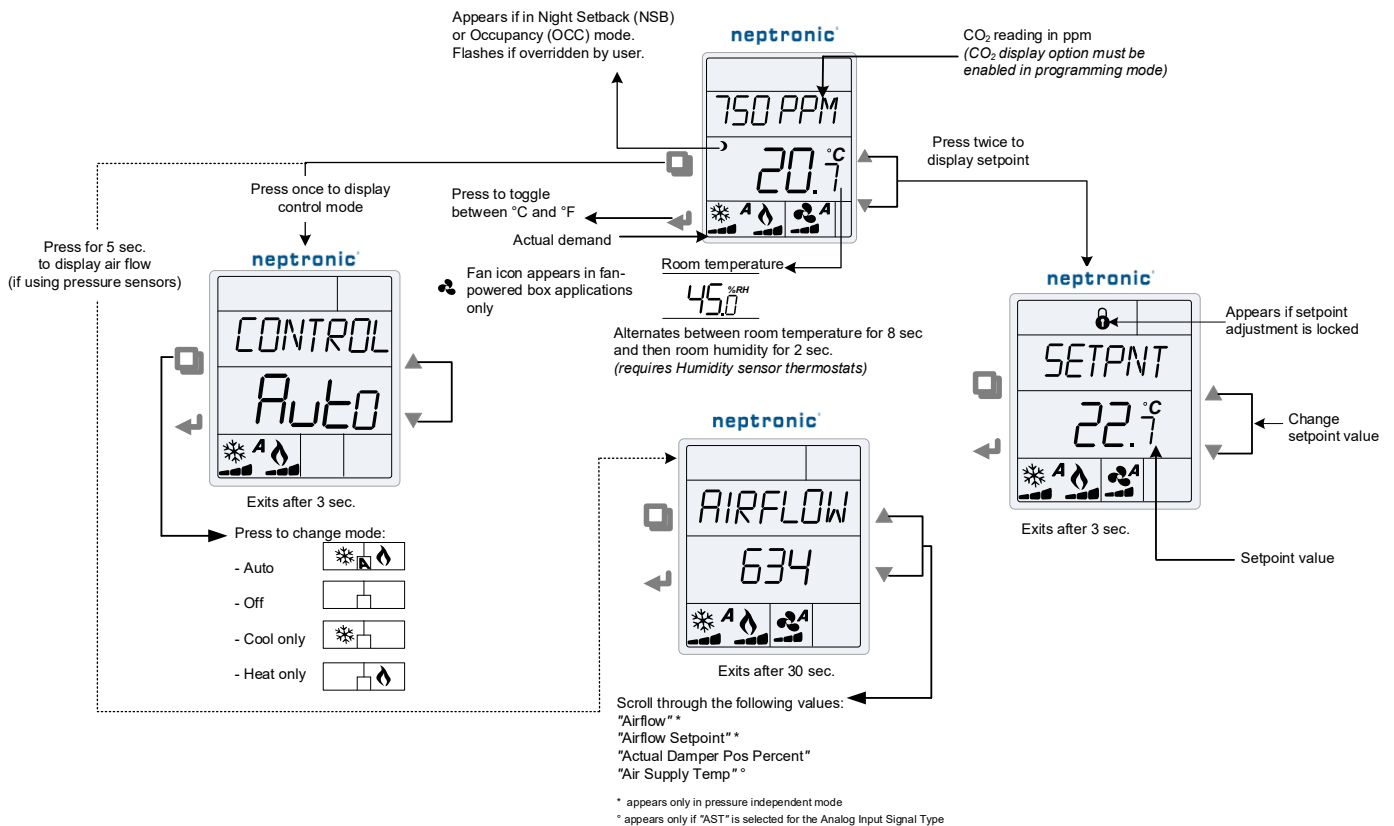 Appears if in Night Setback (NSB)
or Occupancy (OCC) mode.
Flashes if overridden by user.
neptronic
CO₂ reading in ppm
(CO₂ display option must be
enabled in programming mode)
750 PPM
20.7 °C
A
A
Press twice to
display setpoint
Press once to display
control mode
Press to toggle
between °C and °F
Actual demand
Press for 5 sec.
to display air flow
(if using pressure sensors)
Room temperature
45.0 %RH
Alternates between room temperature for 8 sec
and then room humidity for 2 sec.
(requires Humidity sensor thermostats)
Fan icon appears in fan-
powered box applications
only
neptronic
CONTROL
Auto
A
Exits after 3 sec.
Press to change mode:
- Auto
A
- Off
- Cool only
- Heat only
neptronic
SETPNT
22.7 °C
A
A
Exits after 3 sec.
Appears if setpoint
adjustment is locked
Change
setpoint value
Setpoint value
neptronic
AIRFLOW
634
A
A
Exits after 30 sec.
Scroll through the following values:
"Airflow" *
"Airflow Setpoint" *
"Actual Damper Pos Percent"
"Air Supply Temp" °
* appears only in pressure independent mode
° appears only if "AST" is selected for the Analog Input Signal Type